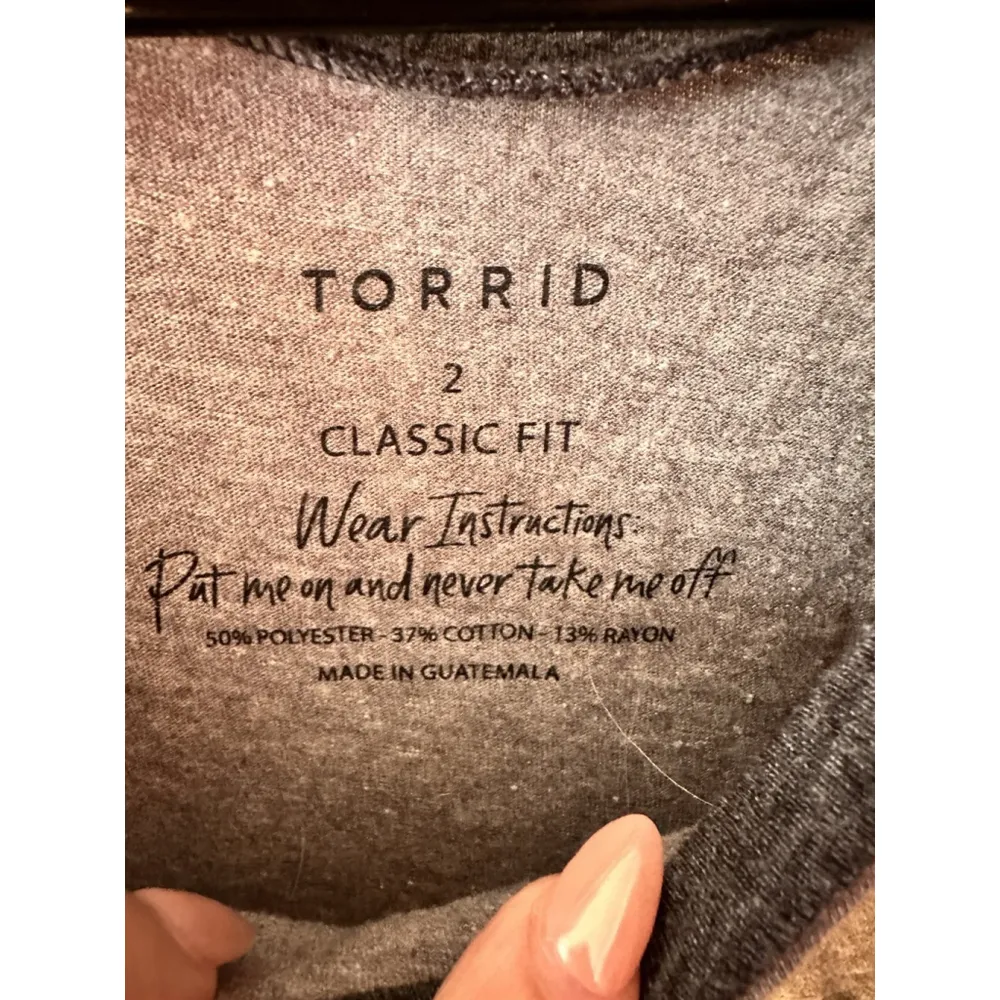 TORRID
2
CLASSIC FIT
Wear Instructions:
Put me on and never take me off
50% POLYESTER - 37% COTTON - 13% RAYON
MADE IN GUATEMALA